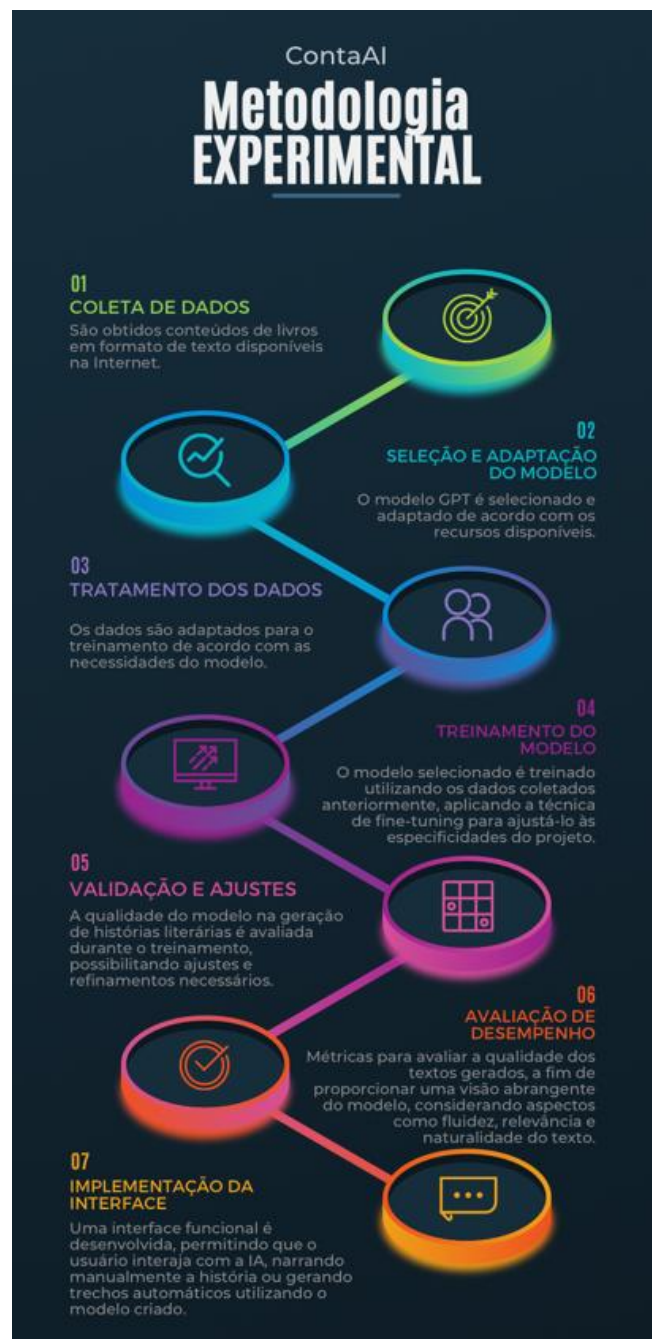 ContaAI
Metodologia
EXPERIMENTAL
01
COLETA DE DADOS
São obtidos conteúdos de livros
em formato de texto disponíveis
na Internet.
02
SELEÇÃO E ADAPTAÇÃO
DO MODELO
O modelo GPT é selecionado e
adaptado de acordo com os
recursos disponíveis.
03
TRATAMENTO DOS DADOS
Os dados são adaptados para o
treinamento de acordo com as
necessidades do modelo.
04
TREINAMENTO DO
MODELO
O modelo selecionado é treinado
utilizando os dados coletados
anteriormente, aplicando a técnica
de fine-tuning para ajustá-lo às
especificidades do projeto.
05
VALIDAÇÃO E AJUSTES
A qualidade do modelo na geração
de histórias literárias é avaliada
durante o treinamento,
possibilitando ajustes e
refinamentos necessários.
06
AVALIAÇÃO DE
DESEMPENHO
Métricas para avaliar a qualidade dos
textos gerados, a fim de
proporcionar uma visão abrangente
do modelo, considerando aspectos
como fluidez, relevância e
naturalidade do texto.
07
IMPLEMENTAÇÃO DA
INTERFACE
Uma interface funcional é
desenvolvida, permitindo que o
usuário interaja com a IA, narrando
manualmente a história ou gerando
trechos automáticos utilizando o
modelo criado.